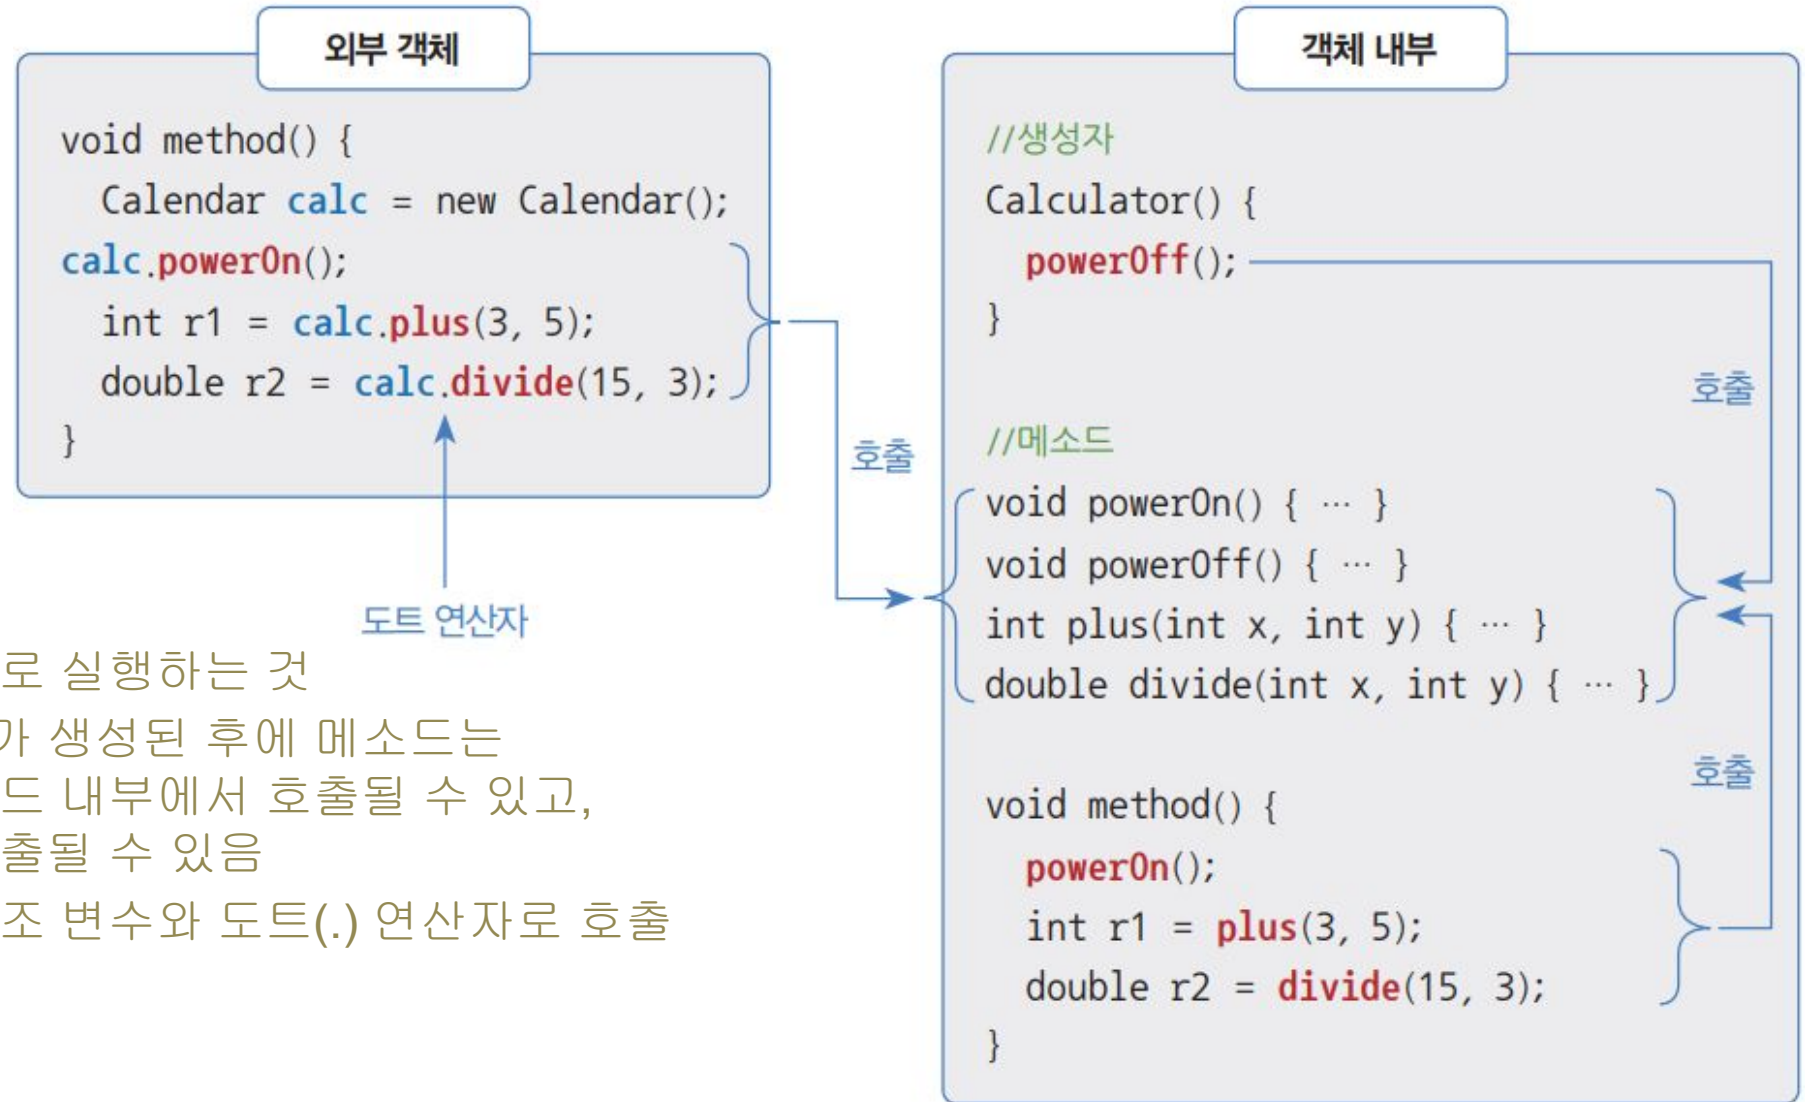 외부 객체
void method() {
Calendar calc = new Calendar();
calc.powerOn();
int r1 = calc.plus(3, 5);
double r2 = calc.divide(15, 3);
}
호출
도트 연산자
로 실행하는 것
가 생성된 후에 메소드는
드 내부에서 호출될 수 있고,
출될 수 있음
조 변수와 도트(.) 연산자로 호출
객체 내부
//생성자
Calculator() {
powerOff();
}
호출
//메소드
void powerOn() { ··· }
void powerOff() { ··· }
int plus(int x, int y) { ··· }
double divide(int x, int y) { ··· }
호출
void method() {
powerOn();
int r1 = plus(3, 5);
double r2 = divide(15, 3);
}